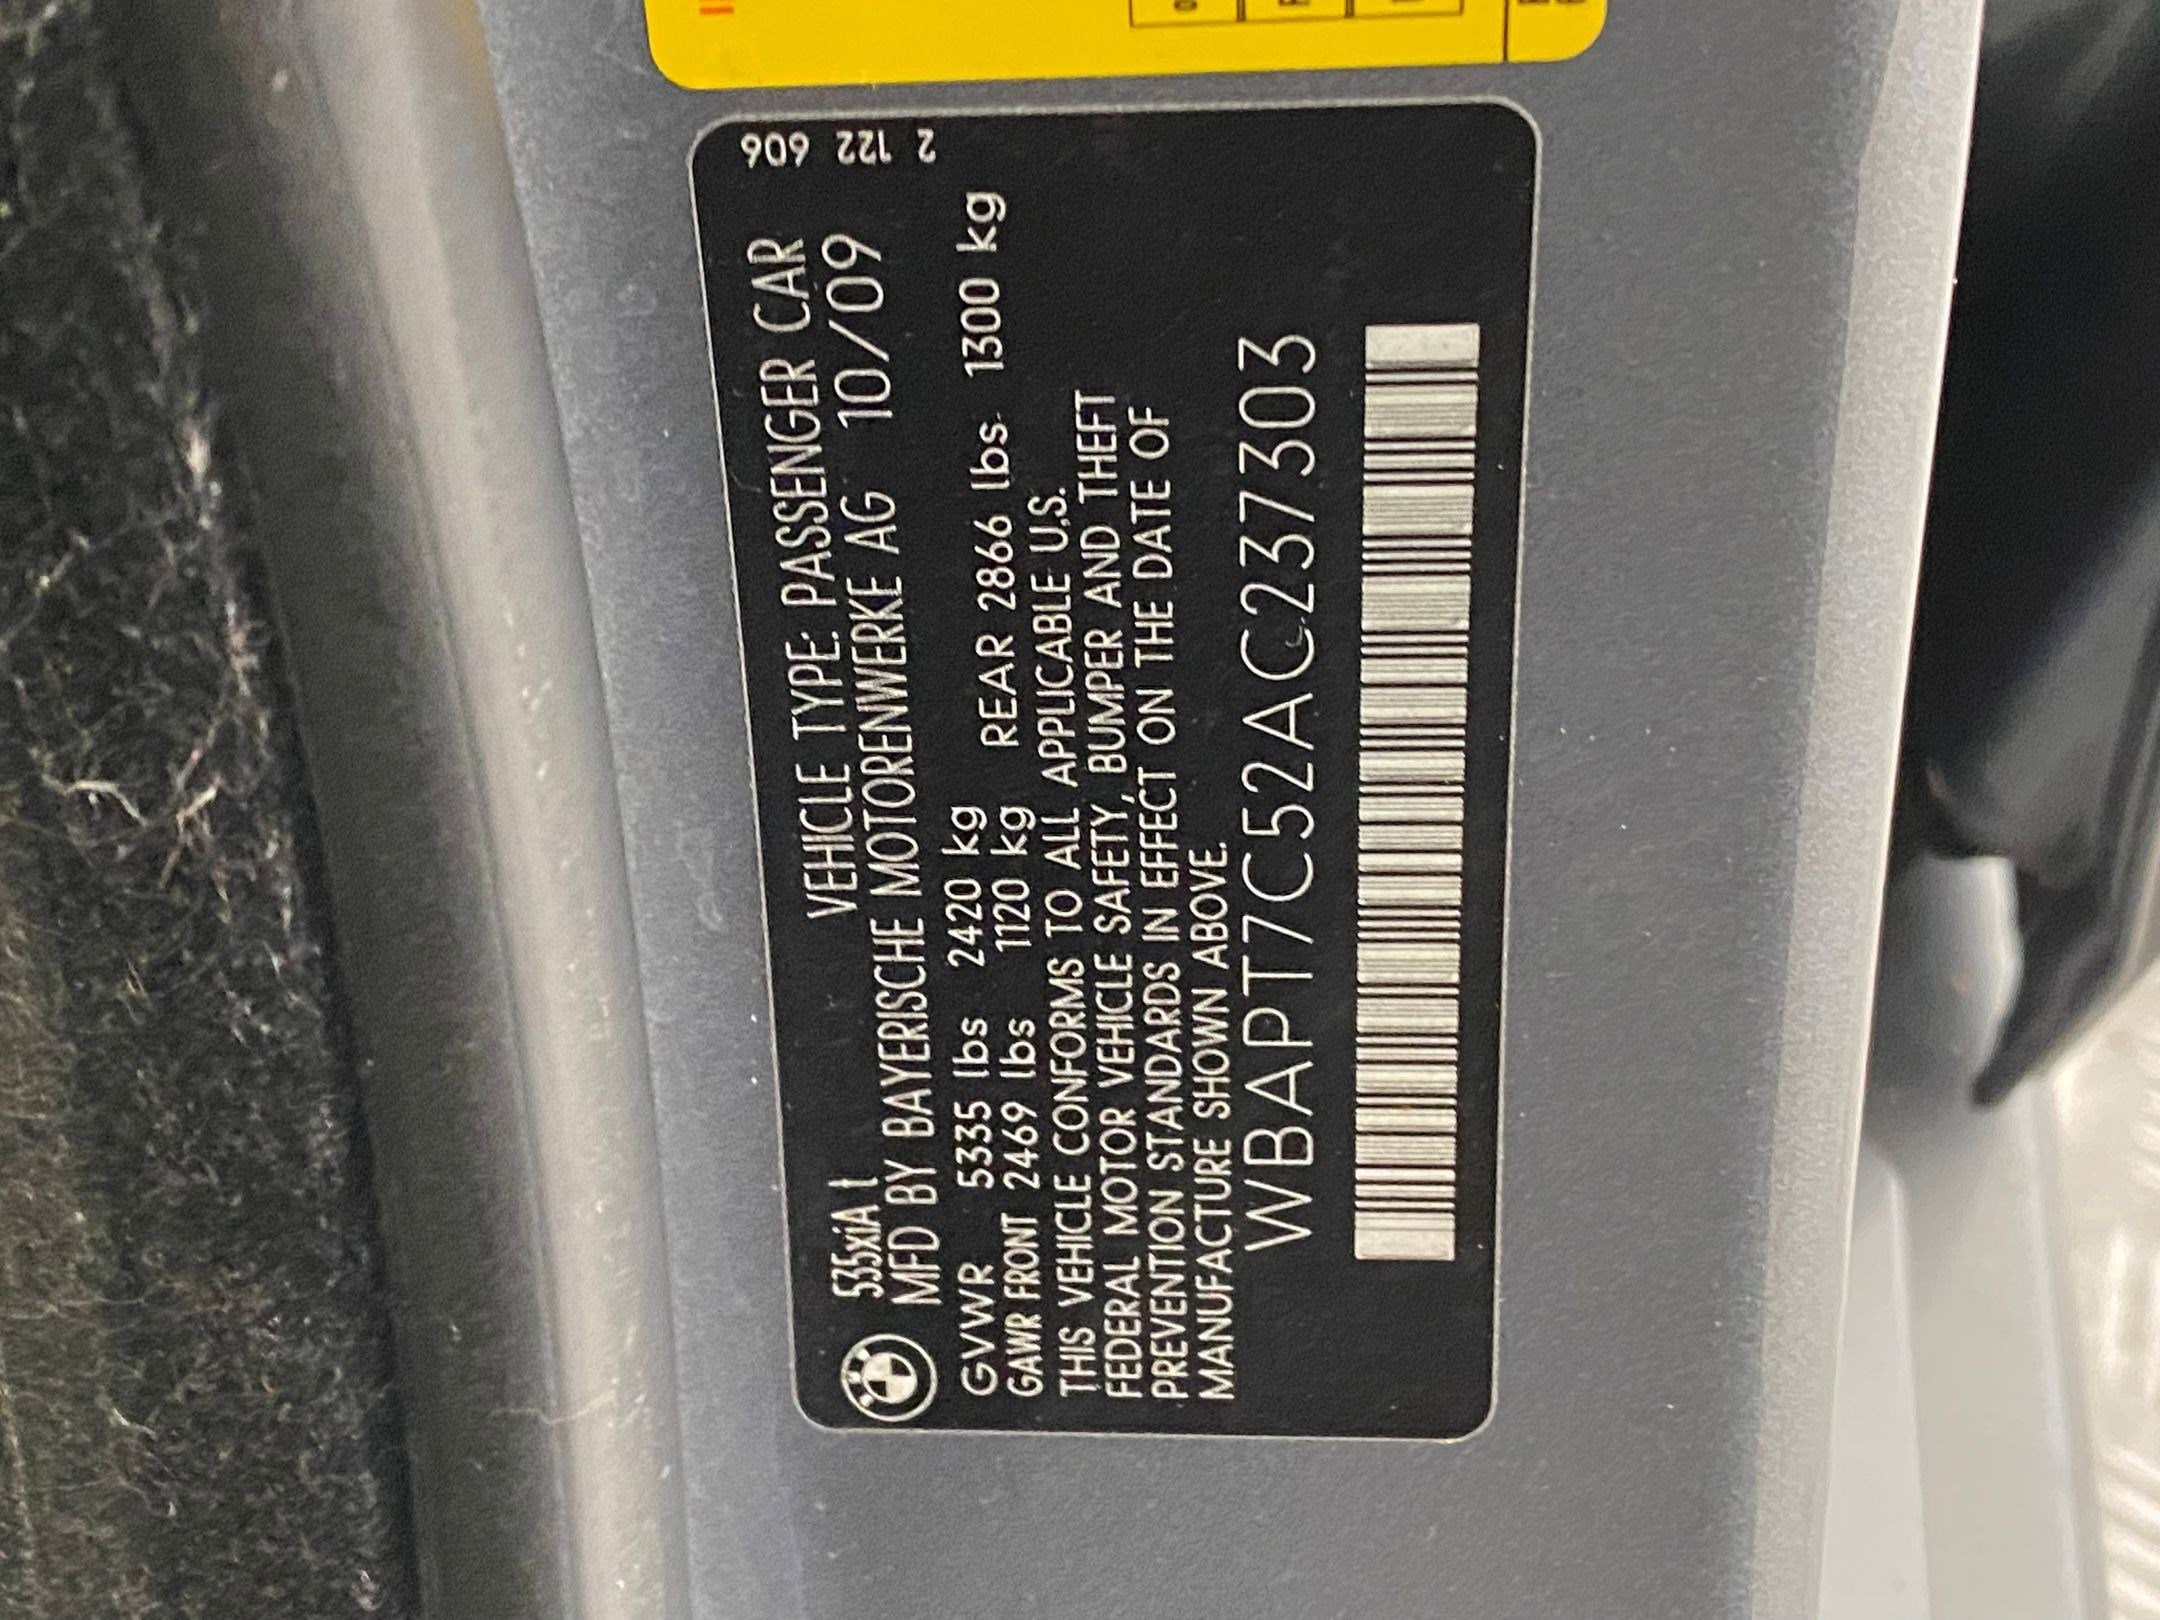 535xiA t VEHICLE TYPE: PASSENGER CAR
MFD BY BAYERISCHE MOTORENWERKE AG 10/09
GVWR 5335 lbs 2420 kg
GAWR FRONT 2469 lbs 1120 kg REAR 2866 lbs 1300 kg
THIS VEHICLE CONFORMS TO ALL APPLICABLE U.S.
FEDERAL MOTOR VEHICLE SAFETY, BUMPER AND THEFT
PREVENTION STANDARDS IN EFFECT ON THE DATE OF
MANUFACTURE SHOWN ABOVE.
WBAPT7C52AC237303
2 122 606